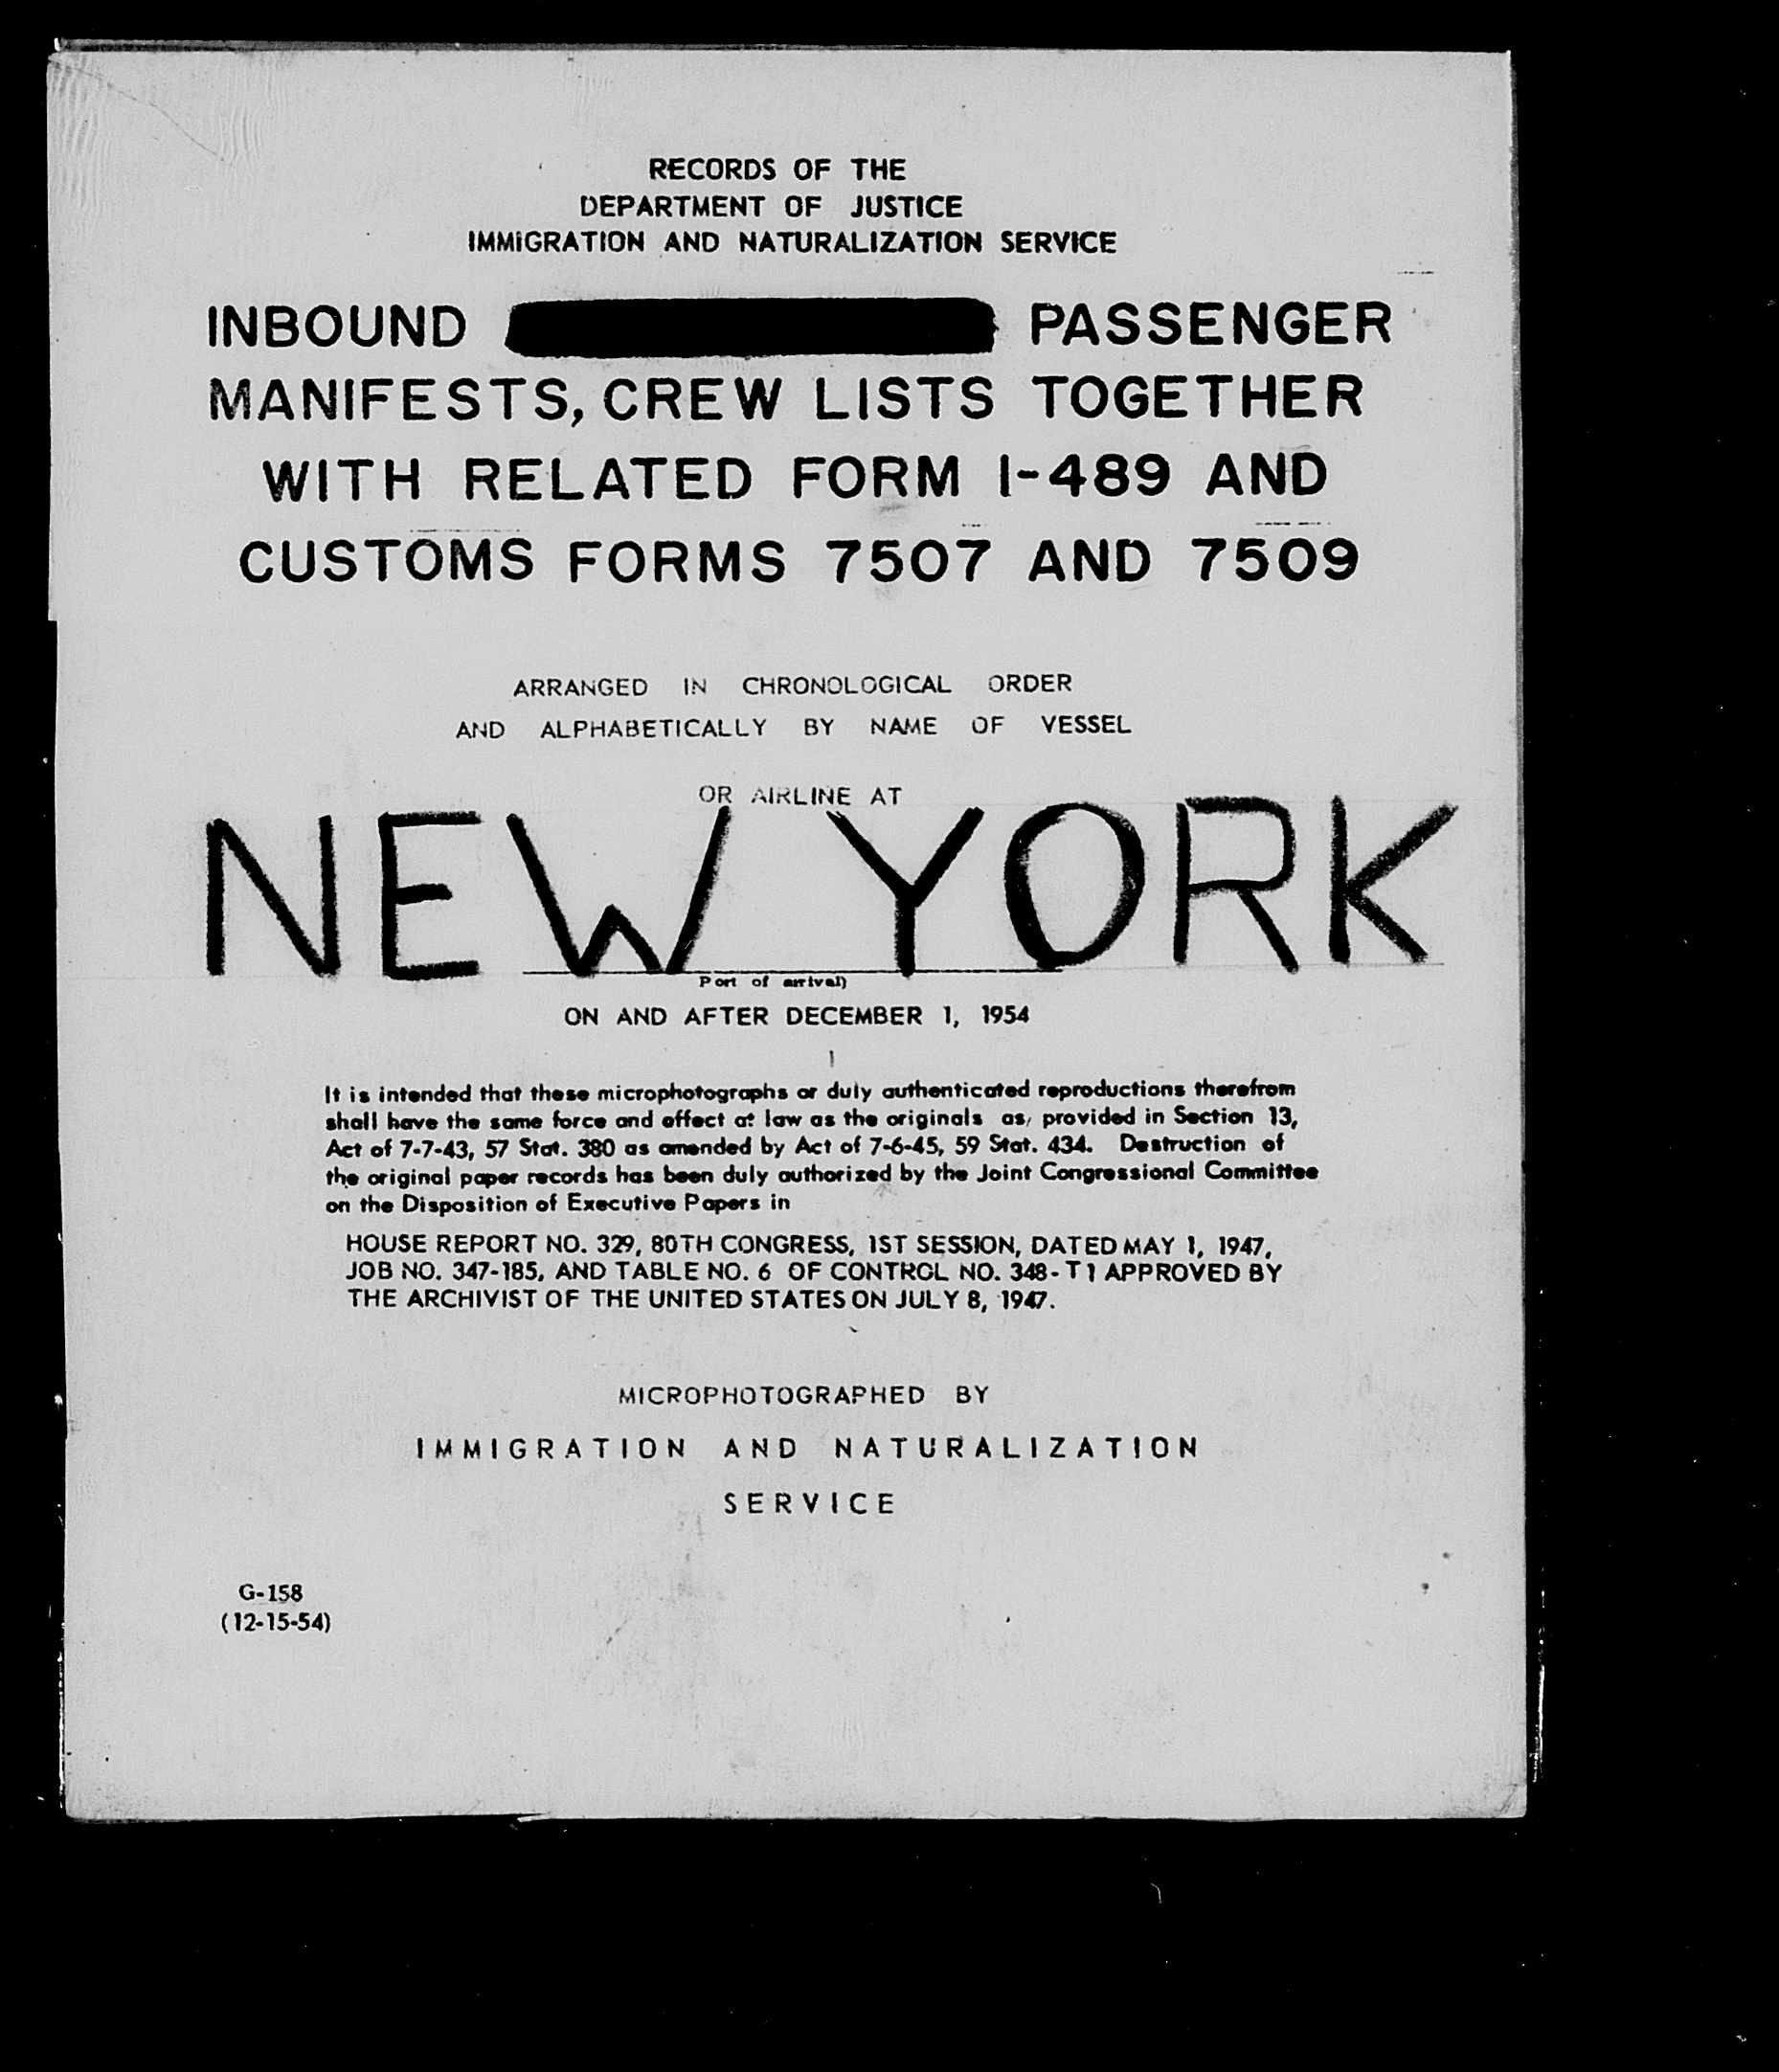 RECORDS OF THE
DEPARTMENT OF JUSTICE
IMMIGRATION AND NATURALIZATION SERVICE
INBOUND PASSENGER
MANIFESTS, CREW LISTS TOGETHER
WITH RELATED FORM I-489 AND
CUSTOMS FORMS 7507 AND 7509
ARRANGED IN CHRONOLOGICAL ORDER
AND ALPHABETICALLY BY NAME OF VESSEL
OR AIRLINE AT
NEW YORK
Port of arrival)
ON AND AFTER DECEMBER 1, 1954
It is intended that these microphotographs or duly authenticated reproductions therefrom
shall have the same force and effect at law as the originals as, provided in Section 13,
Act of 7-7-43, 57 Stat. 380 as amended by Act of 7-6-45, 59 Stat. 434. Destruction of
the original paper records has been duly authorized by the Joint Congressional Committee
on the Disposition of Executive Papers in
HOUSE REPORT NO. 329, 80TH CONGRESS, 1ST SESSION, DATED MAY 1, 1947,
JOB NO. 347-185, AND TABLE NO. 6 OF CONTROL NO. 348-T1 APPROVED BY
THE ARCHIVIST OF THE UNITED STATES ON JULY 8, 1947.
MICROPHOTOGRAPHED BY
IMMIGRATION AND NATURALIZATION
SERVICE
G-158
(12-15-54)